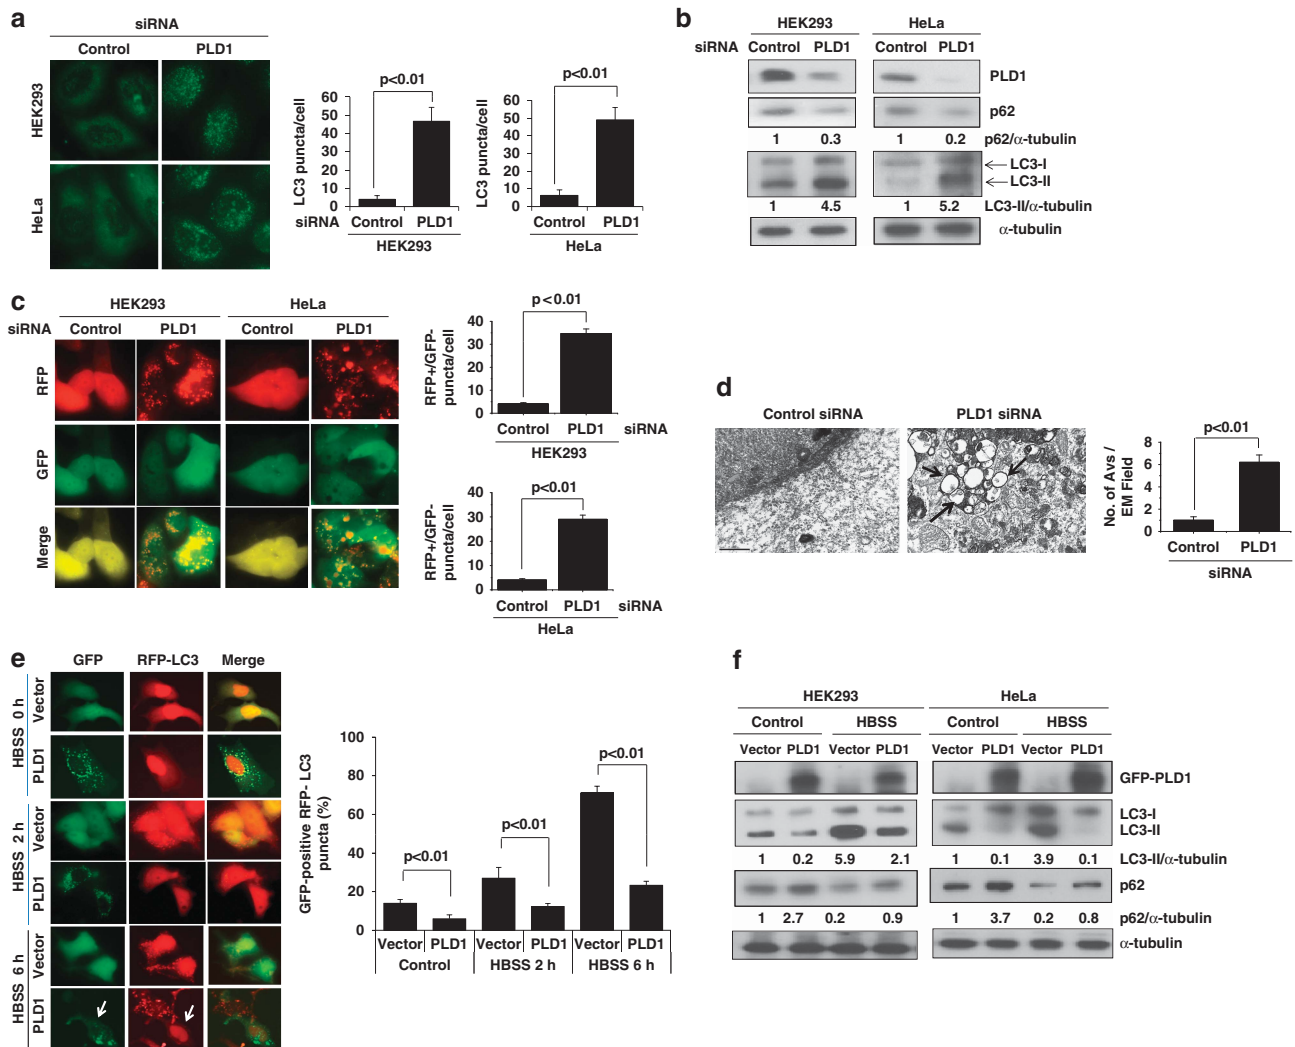 a
siRNA
Control PLD1
HEK293
HeLa
LC3 puncta/cell
60
50
40
30
20
10
0
p<0.01
siRNA Control PLD1
HEK293
LC3 puncta/cell
60
50
40
30
20
10
0
p<0.01
Control PLD1
HeLa
b
HEK293 HeLa
siRNA Control PLD1 Control PLD1
PLD1
p62
1 0.3 1 0.2 p62/α-tubulin
LC3-I
LC3-II
1 4.5 1 5.2 LC3-II/α-tubulin
α-tubulin
c
HEK293 HeLa
siRNA Control PLD1 Control PLD1
RFP
GFP
Merge
RFP+/GFP-
puncta/cell
40
30
20
10
0
p<0.01
Control PLD1 siRNA
HEK293
RFP+/GFP-
puncta/cell
40
30
20
10
0
p<0.01
Control PLD1 siRNA
HeLa
d
Control siRNA PLD1 siRNA
No. of Avs /
EM Field
8
6
4
2
0
p<0.01
Control PLD1
siRNA
e
GFP RFP-LC3 Merge
HBSS 0 h
Vector
PLD1
HBSS 2 h
Vector
PLD1
HBSS 6 h
Vector
PLD1
GFP-positive RFP-LC3
puncta (%)
100
80
60
40
20
0
p<0.01
p<0.01
p<0.01
Vector PLD1 Vector PLD1 Vector PLD1
Control HBSS 2 h HBSS 6 h
f
HEK293 HeLa
Control HBSS Control HBSS
Vector PLD1 Vector PLD1 Vector PLD1 Vector PLD1
GFP-PLD1
LC3-I
LC3-II
1 0.2 5.9 2.1 1 0.1 3.9 0.1 LC3-II/α-tubulin
p62
1 2.7 0.2 0.9 1 3.7 0.2 0.8 p62/α-tubulin
α-tubulin